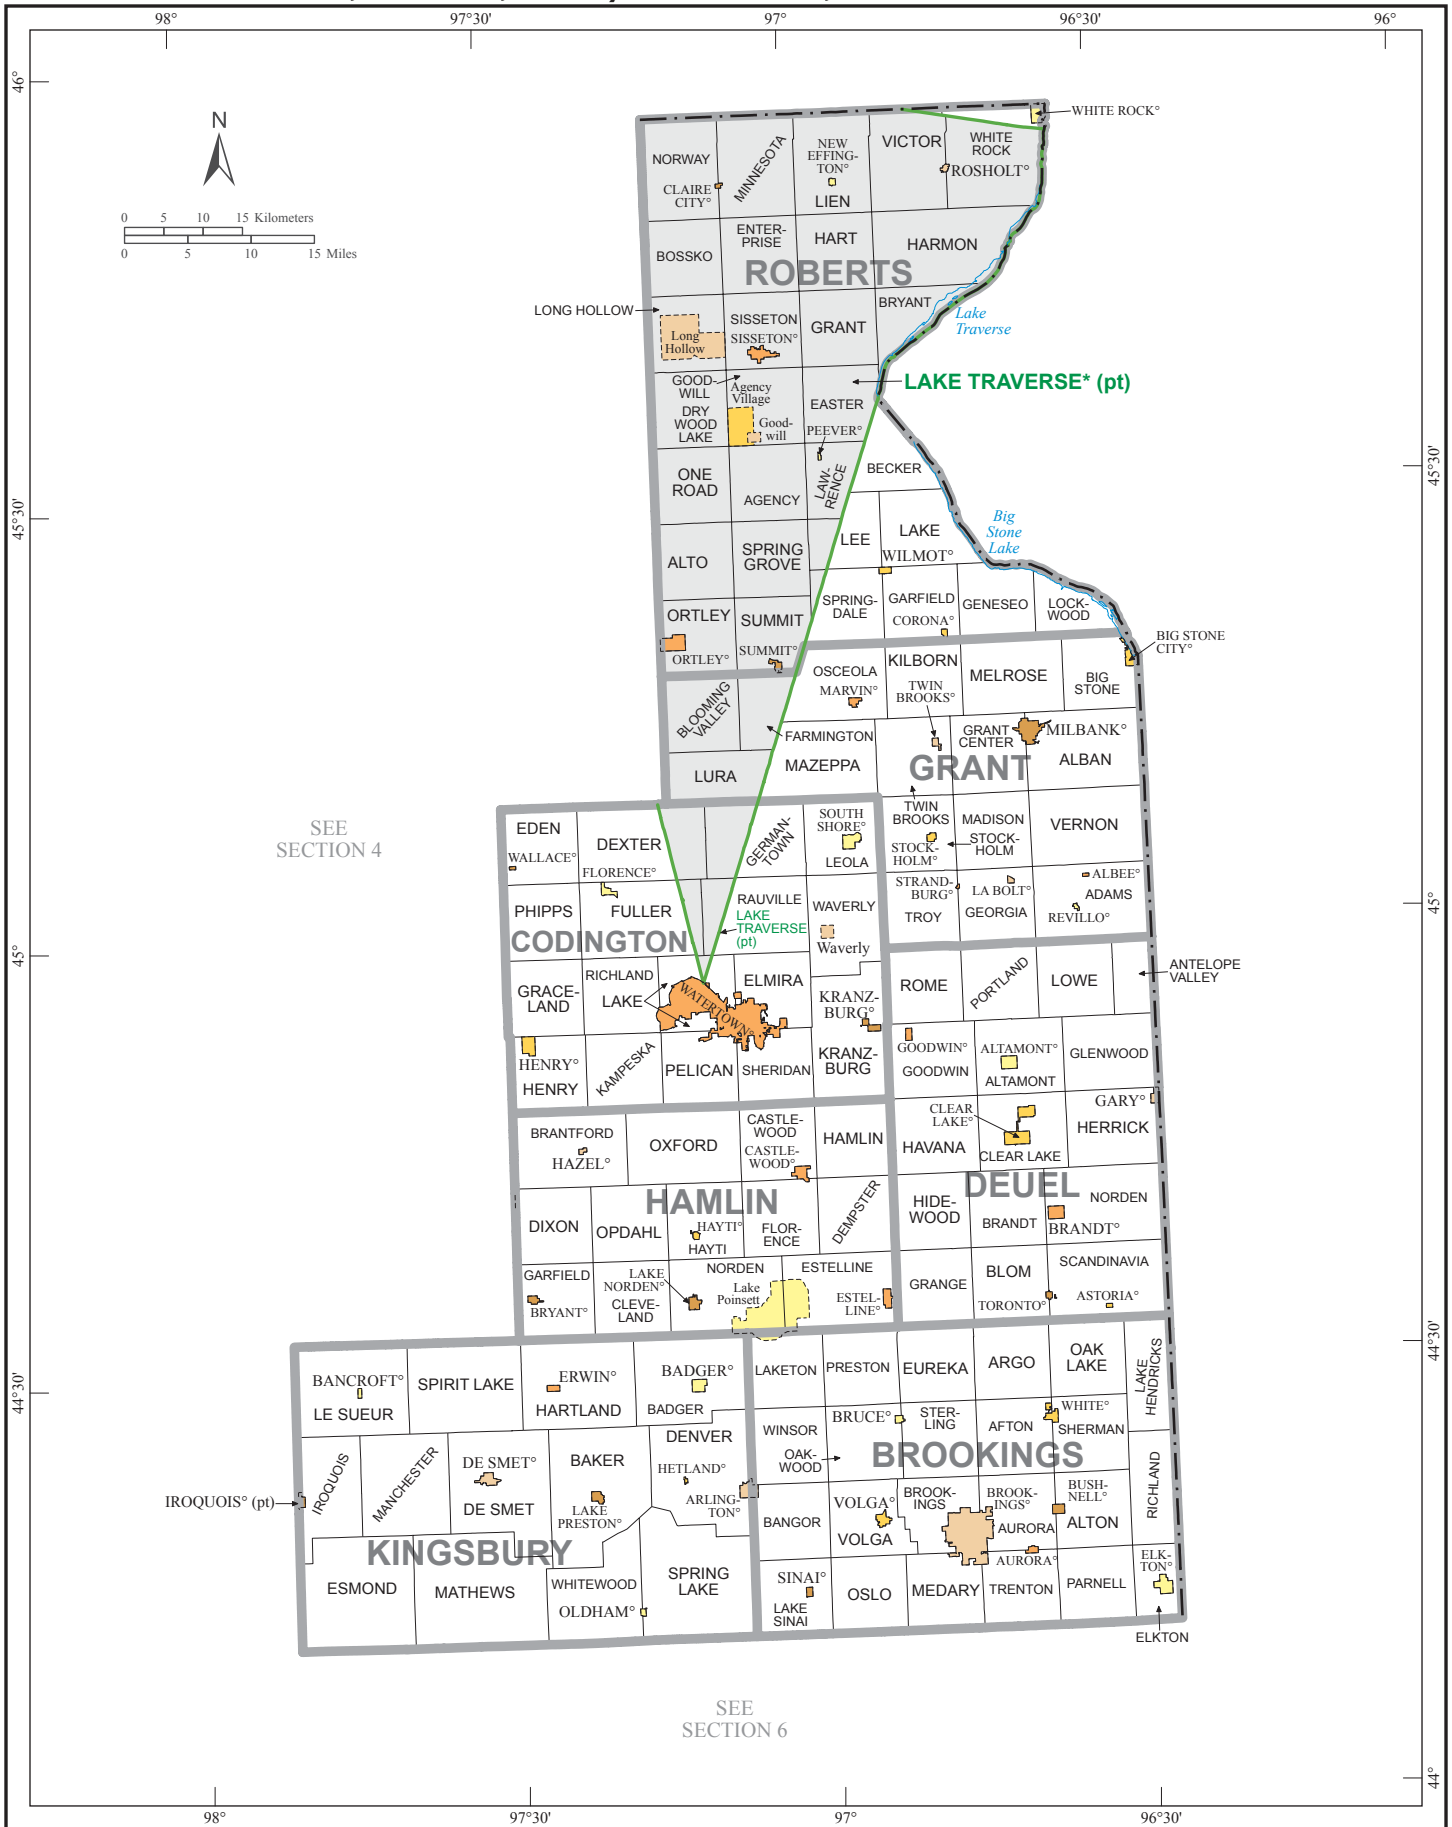 98°
97°30'
97°
96°30'
96°
46°
45°30'
45°
44°30'
45°30'
45°
44°30'
44°
N
0 5 10 15 Kilometers
0 5 10 15 Miles
WHITE ROCK°
NORWAY
MINNESOTA
NEW
EFFING-
TON°
VICTOR
WHITE
ROCK
ROSHOLT°
CLAIRE
CITY°
LIEN
BOSSKO
ENTER-
PRISE
HART
HARMON
ROBERTS
LONG HOLLOW
BRYANT
Lake
Traverse
Long
Hollow
SISSETON
SISSETON°
GRANT
LAKE TRAVERSE* (pt)
GOOD-
WILL
Agency
Village
DRY
WOOD
LAKE
Good-
will
EASTER
PEEVER°
BECKER
ONE
ROAD
AGENCY
LAW-
RENCE
Big
Stone
Lake
ALTO
SPRING
GROVE
LEE
LAKE
WILMOT°
ORTLEY
SUMMIT
SPRING-
DALE
GARFIELD
CORONA°
GENESEO
LOCK-
WOOD
ORTLEY°
SUMMIT°
BIG STONE
CITY°
OSCEOLA
MARVIN°
KILBORN
TWIN
BROOKS°
MELROSE
BIG
STONE
BLOOMING
VALLEY
FARMINGTON
GRANT
CENTER
MILBANK°
ALBAN
LURA
MAZEPPA
GRANT
SEE
SECTION 4
EDEN
WALLACE°
DEXTER
FLORENCE°
GERMAN-
TOWN
SOUTH
SHORE°
LEOLA
TWIN
BROOKS
STOCK-
HOLM°
MADISON
STOCK-
HOLM
VERNON
STRAND-
BURG°
TROY
LA BOLT°
GEORGIA
ALBEE°
ADAMS
REVILLO°
PHIPPS
FULLER
RAUVILLE
LAKE
TRAVERSE
(pt)
WAVERLY
Waverly
CODINGTON
GRACE-
LAND
RICHLAND
LAKE
WATERTOWN°
ELMIRA
KRANZ-
BURG°
ROME
PORTLAND
LOWE
ANTELOPE
VALLEY
HENRY°
HENRY
KAMPESKA
PELICAN
SHERIDAN
KRANZ-
BURG
GOODWIN°
GOODWIN
ALTAMONT°
ALTAMONT
GLENWOOD
GARY°
BRANTFORD
HAZEL°
OXFORD
CASTLE-
WOOD
CASTLE-
WOOD°
HAMLIN
CLEAR
LAKE°
HAVANA
CLEAR LAKE
HERRICK
DEUEL
HAMLIN
DIXON
OPDAHL
HAYTI°
HAYTI
FLOR-
ENCE
DEMPSTER
HIDE-
WOOD
BRANDT
NORDEN
BRANDT°
GARFIELD
BRYANT°
LAKE
NORDEN°
CLEVE-
LAND
NORDEN
Lake
Poinsett
ESTELLINE
ESTEL-
LINE°
GRANGE
BLOM
TORONTO°
SCANDINAVIA
ASTORIA°
BANCROFT°
LE SUEUR
SPIRIT LAKE
ERWIN°
HARTLAND
BADGER°
BADGER
LAKETON
PRESTON
EUREKA
ARGO
OAK
LAKE
LAKE
HENDRICKS
WINSOR
OAK-
WOOD
BRUCE°
STER-
LING
AFTON
WHITE°
SHERMAN
BROOKINGS
IROQUOIS° (pt)
IROQUOIS
MANCHESTER
DE SMET°
DE SMET
BAKER
LAKE
PRESTON°
DENVER
HETLAND°
ARLING-
TON°
BANGOR
VOLGA°
VOLGA
BROOK-
INGS
BROOK-
INGS°
AURORA
AURORA°
BUSH-
NELL°
ALTON
RICHLAND
KINGSBURY
ESMOND
MATHEWS
WHITEWOOD
OLDHAM°
SPRING
LAKE
SINAI°
LAKE
SINAI
OSLO
MEDARY
TRENTON
PARNELL
ELK-
TON°
ELKTON
SEE
SECTION 6
98°
97°30'
97°
96°30'